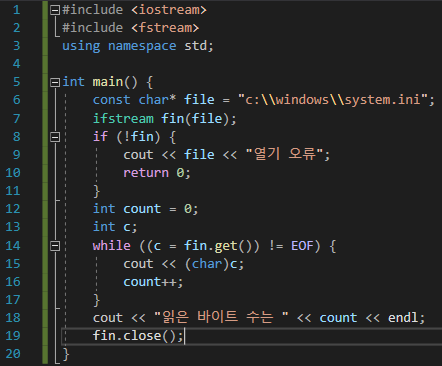 1 #include <iostream>
2 #include <fstream>
3 using namespace std;
4
5 int main() {
6 const char* file = "c:\\windows\\system.ini";
7 ifstream fin(file);
8 if (!fin) {
9 cout << file << "열기 오류";
10 return 0;
11 }
12 int count = 0;
13 int c;
14 while ((c = fin.get()) != EOF) {
15 cout << (char)c;
16 count++;
17 }
18 cout << "읽은 바이트 수는 " << count << endl;
19 fin.close();
20 }